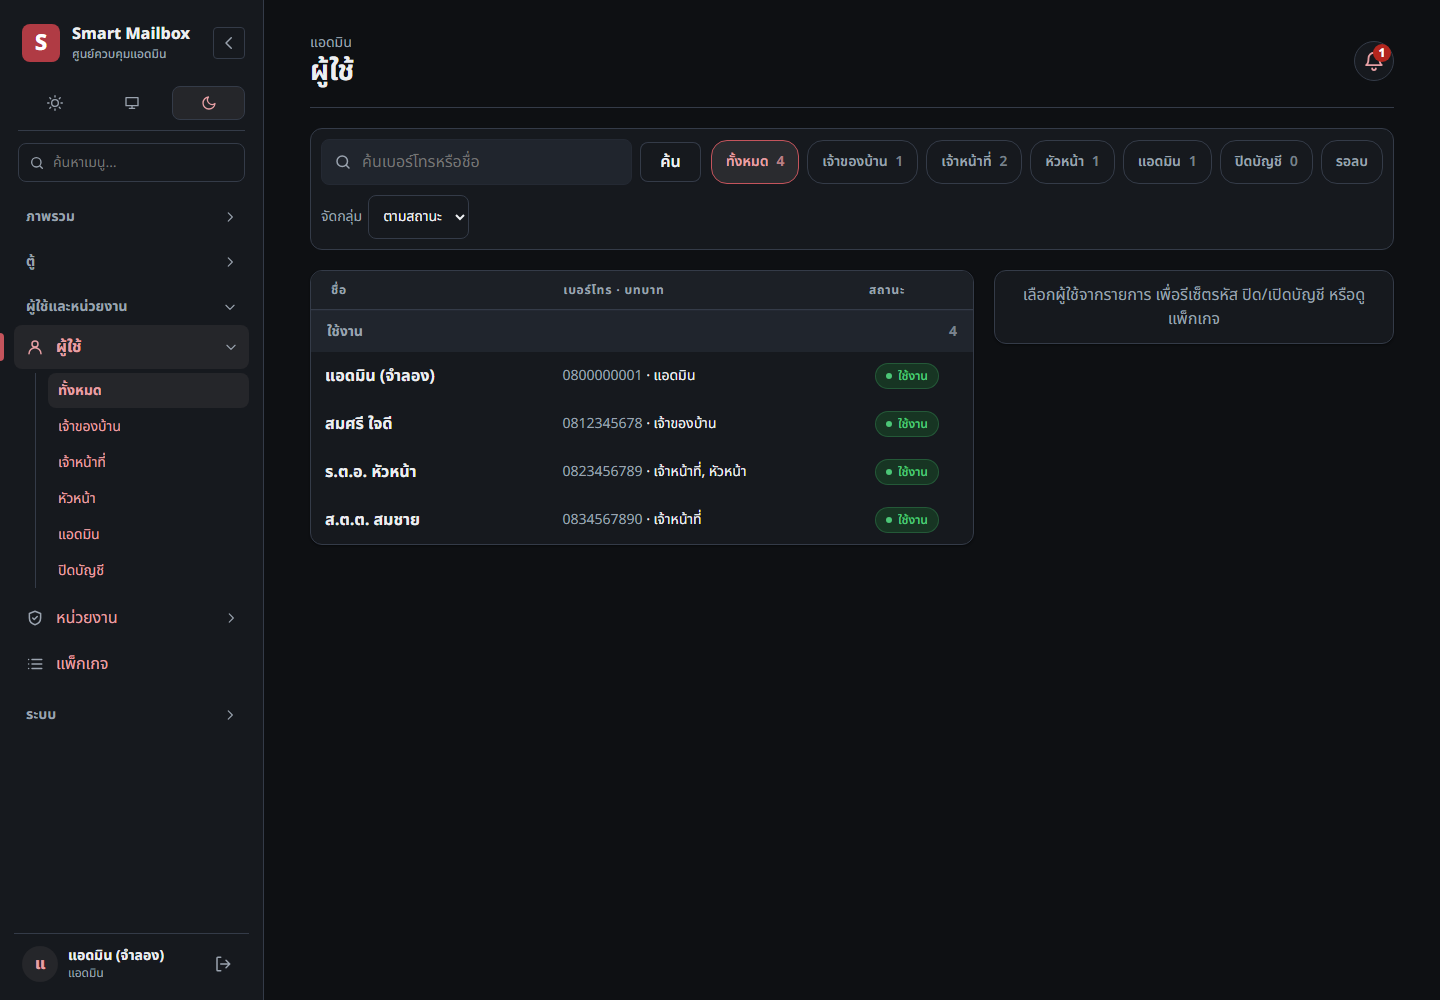 S
Smart Mailbox
ศูนย์ควบคุมแอดมิน
ค้นหาเมนู...
ภาพรวม
ตู้
ผู้ใช้และหน่วยงาน
ผู้ใช้
ทั้งหมด
เจ้าของบ้าน
เจ้าหน้าที่
หัวหน้า
แอดมิน
ปิดบัญชี
หน่วยงาน
แพ็กเกจ
ระบบ
แ
แอดมิน (จำลอง)
แอดมิน
แอดมิน
ผู้ใช้
1
ค้นเบอร์โทรหรือชื่อ
ค้น
ทั้งหมด 4
เจ้าของบ้าน 1
เจ้าหน้าที่ 2
หัวหน้า 1
แอดมิน 1
ปิดบัญชี 0
รอลบ
จัดกลุ่ม
ตามสถานะ
ชื่อ เบอร์โทร · บทบาท สถานะ
ใช้งาน 4
แอดมิน (จำลอง) 0800000001 · แอดมิน ใช้งาน
สมศรี ใจดี 0812345678 · เจ้าของบ้าน ใช้งาน
ร.ต.อ. หัวหน้า 0823456789 · เจ้าหน้าที่, หัวหน้า ใช้งาน
ส.ต.ต. สมชาย 0834567890 · เจ้าหน้าที่ ใช้งาน
เลือกผู้ใช้จากรายการ เพื่อรีเซ็ตรหัส ปิด/เปิดบัญชี หรือดู
แพ็กเกจ